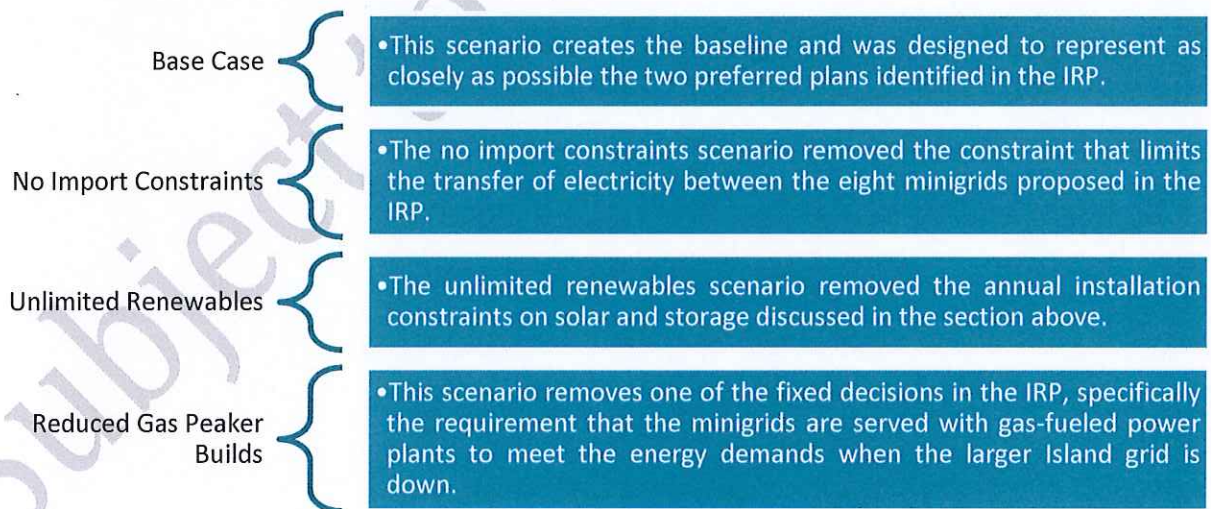 Base Case
•This scenario creates the baseline and was designed to represent as
closely as possible the two preferred plans identified in the IRP.
No Import Constraints
•The no import constraints scenario removed the constraint that limits
the transfer of electricity between the eight minigrids proposed in the
IRP.
Unlimited Renewables
•The unlimited renewables scenario removed the annual installation
constraints on solar and storage discussed in the section above.
Reduced Gas Peaker
Builds
•This scenario removes one of the fixed decisions in the IRP, specifically
the requirement that the minigrids are served with gas-fueled power
plants to meet the energy demands when the larger Island grid is
down.